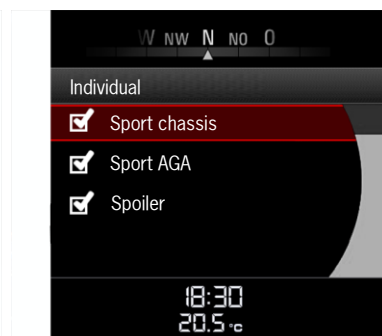 W NW N NO O
Individual
Sport chassis
Sport AGA
Spoiler
18:30
20.5 °C